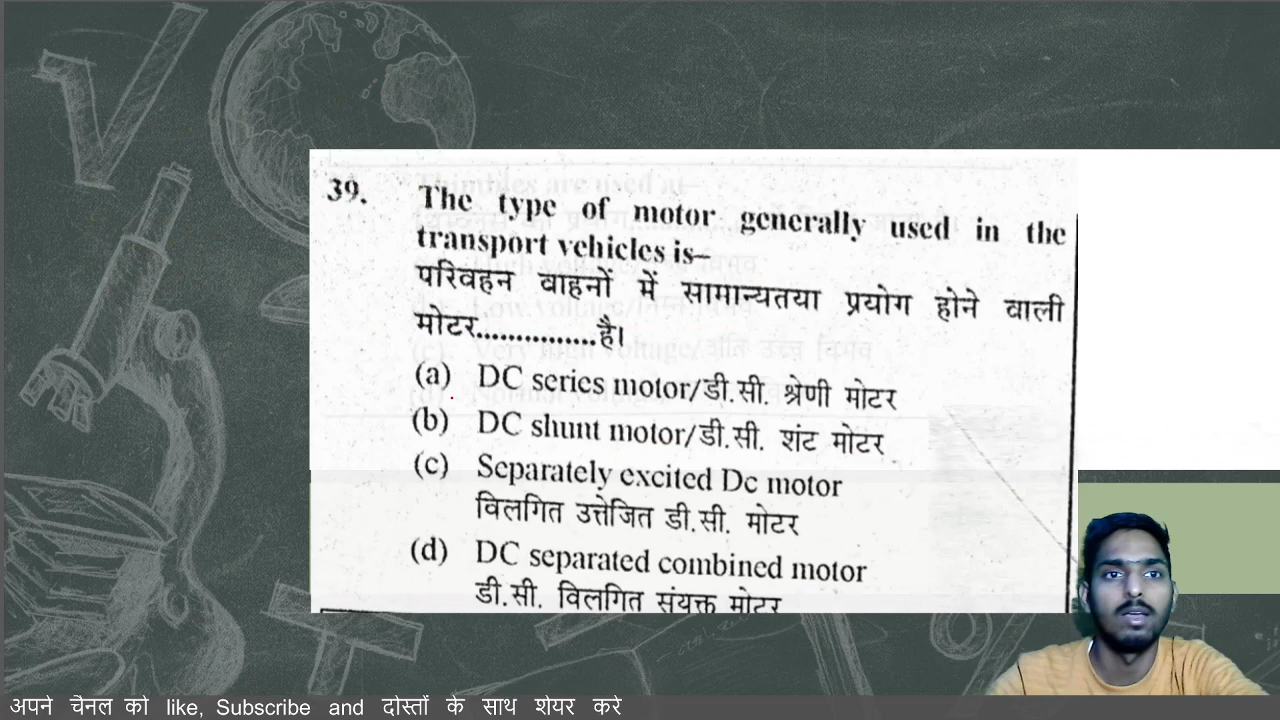 39. The type of motor generally used in the
transport vehicles is–
परिवहन वाहनों में सामान्यतया प्रयोग होने वाली
मोटर................है।
(a) DC series motor/डी.सी. श्रेणी मोटर
(b) DC shunt motor/डी.सी. शंट मोटर
(c) Separately excited Dc motor
विलगित उत्तेजित डी.सी. मोटर
(d) DC separated combined motor
डी.सी. विलगित संयुक्त मोटर
अपने चैनल को like, Subscribe and दोस्तों के साथ शेयर करे